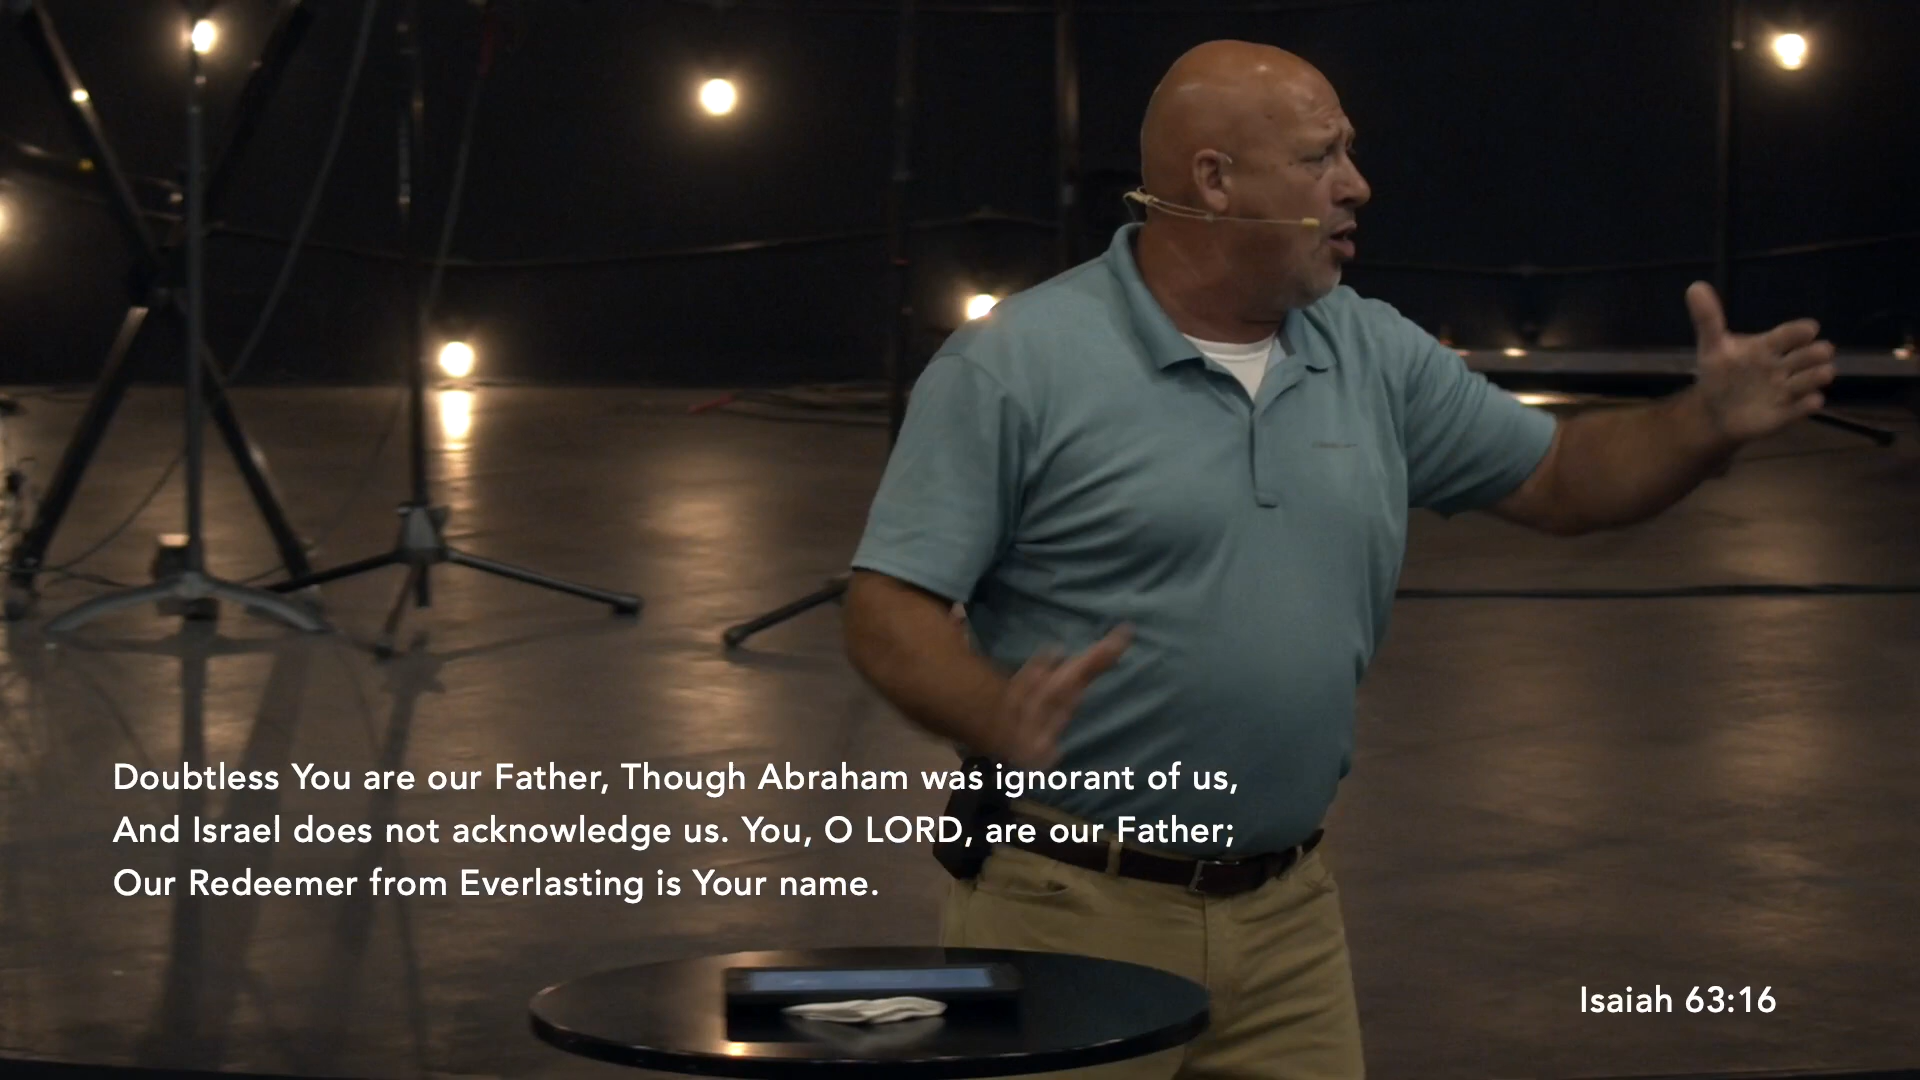 Doubtless You are our Father, Though Abraham was ignorant of us,
And Israel does not acknowledge us. You, O LORD, are our Father;
Our Redeemer from Everlasting is Your name.
Isaiah 63:16